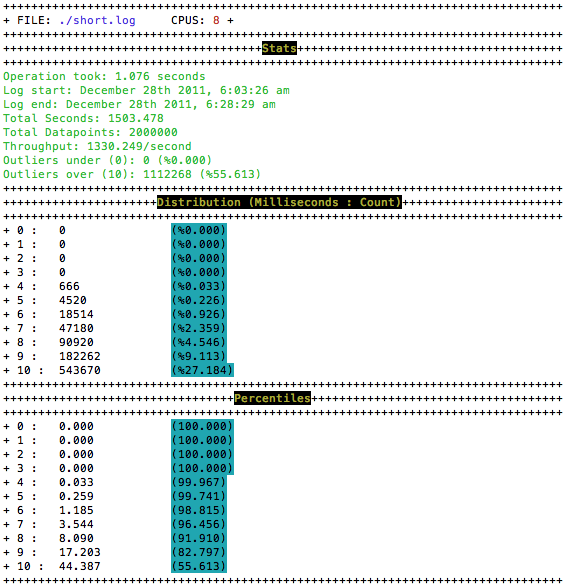 ++++++++++++++++++++++++++++++++++++++++++++++++++++++++++++++++++++++++++++++++
+ FILE: ./short.log     CPUS: 8 +
++++++++++++++++++++++++++++++++++++++++++++++++++++++++++++++++++++++++++++++++
+++++++++++++++++++++++++++++++++++++Stats++++++++++++++++++++++++++++++++++++++
++++++++++++++++++++++++++++++++++++++++++++++++++++++++++++++++++++++++++++++++
Operation took: 1.076 seconds
Log start: December 28th 2011, 6:03:26 am
Log end: December 28th 2011, 6:28:29 am
Total Seconds: 1503.478
Total Datapoints: 2000000
Throughput: 1330.249/second
Outliers under (0): 0 (%0.000)
Outliers over (10): 1112268 (%55.613)
++++++++++++++++++++++++++++++++++++++++++++++++++++++++++++++++++++++++++++++++
++++++++++++++++++++++Distribution (Milliseconds : Count)+++++++++++++++++++++++
++++++++++++++++++++++++++++++++++++++++++++++++++++++++++++++++++++++++++++++++
+ 0 :   0               (%0.000)
+ 1 :   0               (%0.000)
+ 2 :   0               (%0.000)
+ 3 :   0               (%0.000)
+ 4 :   666             (%0.033)
+ 5 :   4520            (%0.226)
+ 6 :   18514           (%0.926)
+ 7 :   47180           (%2.359)
+ 8 :   90920           (%4.546)
+ 9 :   182262          (%9.113)
+ 10 :  543670          (%27.184)
++++++++++++++++++++++++++++++++++++++++++++++++++++++++++++++++++++++++++++++++
+++++++++++++++++++++++++++++++++Percentiles++++++++++++++++++++++++++++++++++++
++++++++++++++++++++++++++++++++++++++++++++++++++++++++++++++++++++++++++++++++
+ 0 :   0.000           (100.000)
+ 1 :   0.000           (100.000)
+ 2 :   0.000           (100.000)
+ 3 :   0.000           (100.000)
+ 4 :   0.033           (99.967)
+ 5 :   0.259           (99.741)
+ 6 :   1.185           (98.815)
+ 7 :   3.544           (96.456)
+ 8 :   8.090           (91.910)
+ 9 :   17.203          (82.797)
+ 10 :  44.387          (55.613)
++++++++++++++++++++++++++++++++++++++++++++++++++++++++++++++++++++++++++++++++